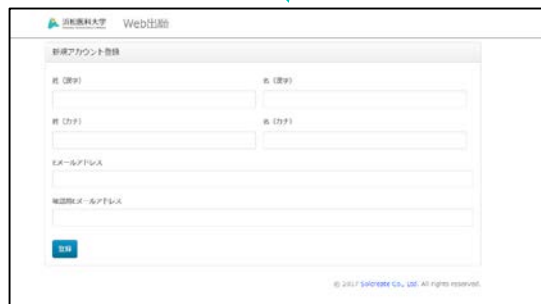 浜松医科大学 Web出願
新規アカウント登録
姓（漢字） 名（漢字）
姓（カナ） 名（カナ）
Eメールアドレス
確認用Eメールアドレス
登録
© 2017 Solcreate Co., Ltd. All rights reserved.